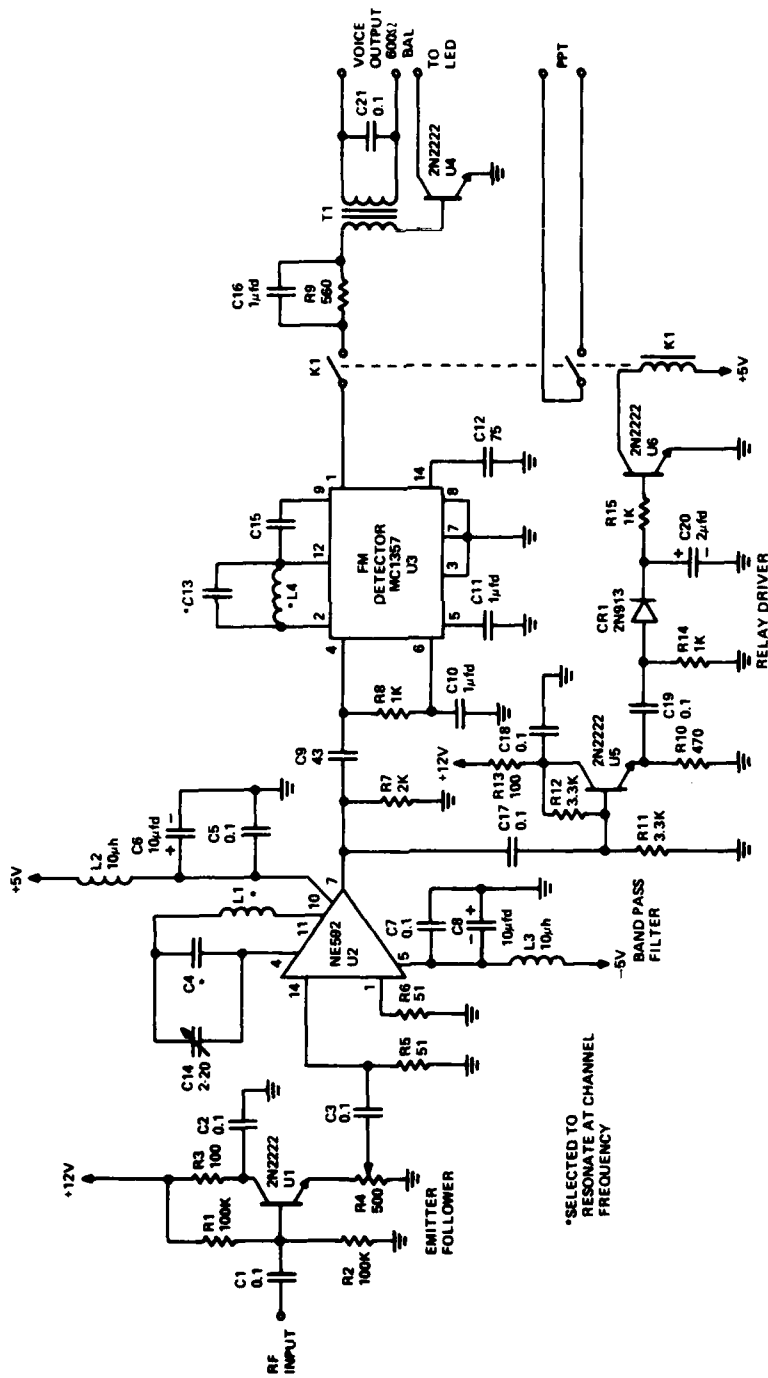 RF
INPUT
C1
0.1
R1
100K
R2
100K
+12V
R3
100
C2
0.1
2N2222
U1
R4
500
EMITTER
FOLLOWER
C3
0.1
R5
51
R6
51
C14
2-20
C4
*
L1
*
14
1
4
11
10
5
7
NE592
U2
+5V
L2
10μh
C6
10μfd
+
-
C5
0.1
C7
0.1
C8
-
+
10μfd
L3
10μh
-5V
BAND PASS
FILTER
R7
2K
C9
43
R8
1K
C10
1μfd
C11
1μfd
C12
75
*C13
*L4
C15
4
2
12
9
1
6
5
3
7
8
14
FM
DETECTOR
MC1357
U3
K1
C16
1μfd
R9
560
T1
C21
0.1
VOICE
OUTPUT
600Ω
BAL
TO
LED
2N2222
U4
PPT
+12V
R13
100
C18
0.1
R12
3.3K
C17
0.1
2N2222
U5
R11
3.3K
R10
470
C19
0.1
R14
1K
CR1
2N913
+
-
C20
2μfd
R15
1K
2N2222
U6
K1
+5V
RELAY DRIVER
*SELECTED TO
RESONATE AT CHANNEL
FREQUENCY